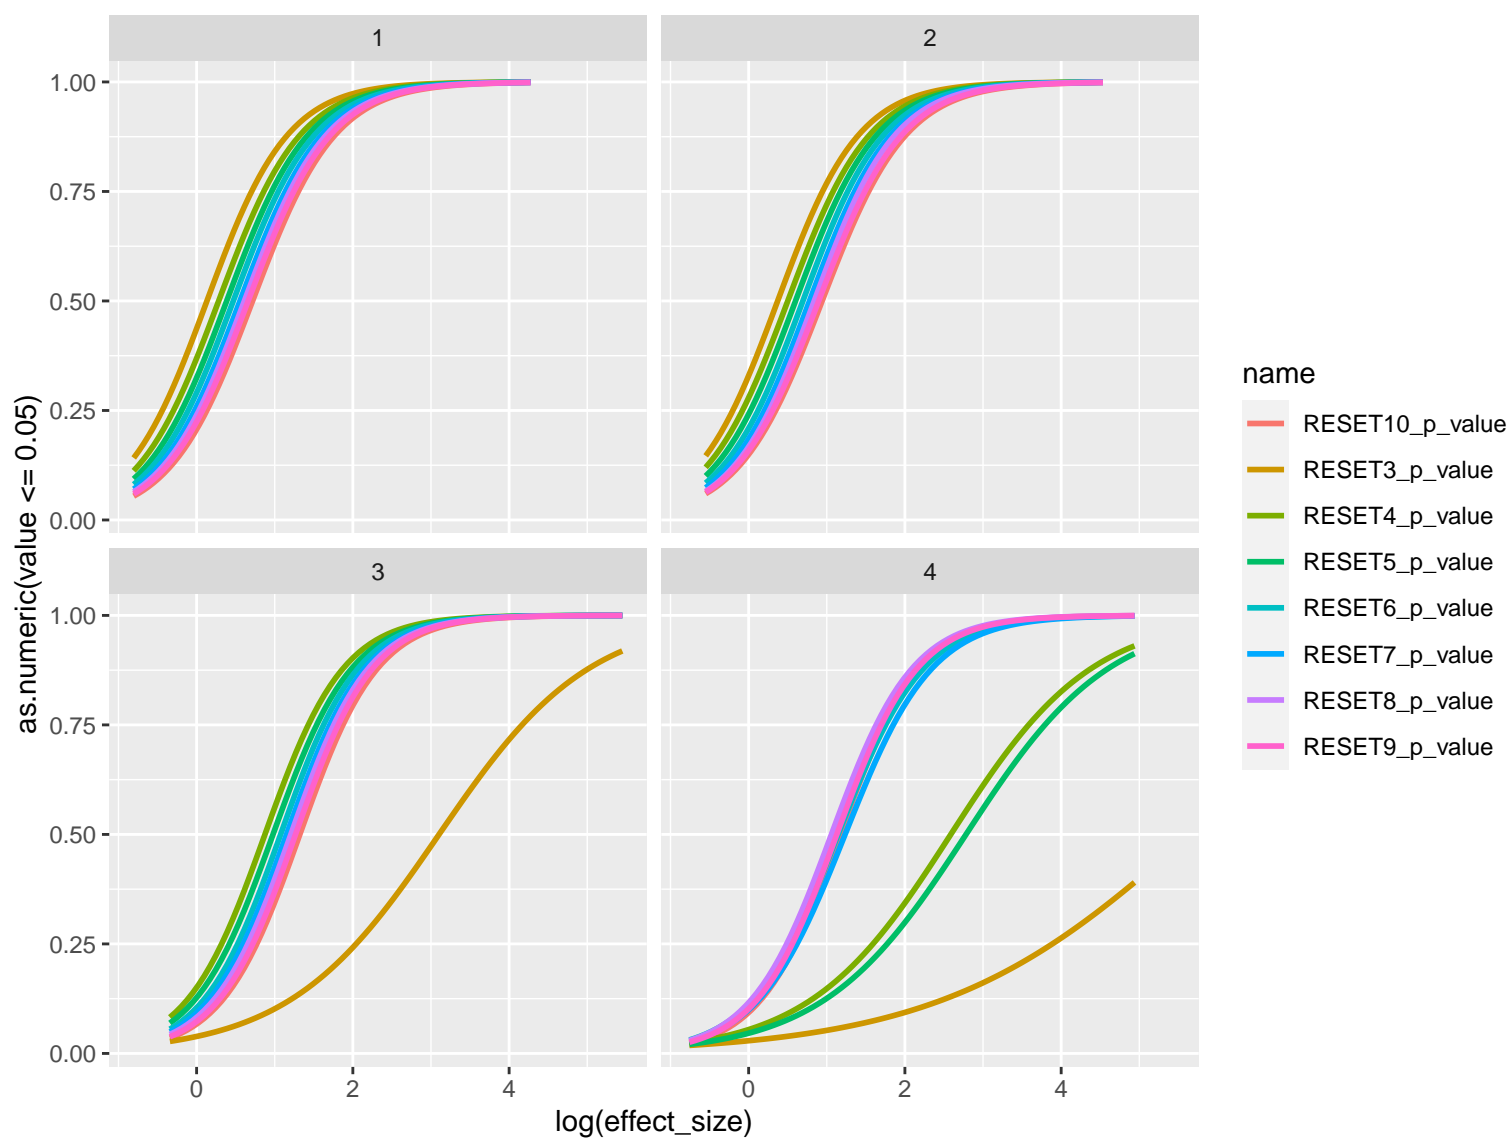 1
2
1.00
0.75
0.50
0.25
0.00
3
4
1.00
0.75
0.50
0.25
0.00
0
2
4
0
2
4
log(effect_size)
as.numeric(value <= 0.05)
name
RESET10_p_value
RESET3_p_value
RESET4_p_value
RESET5_p_value
RESET6_p_value
RESET7_p_value
RESET8_p_value
RESET9_p_value